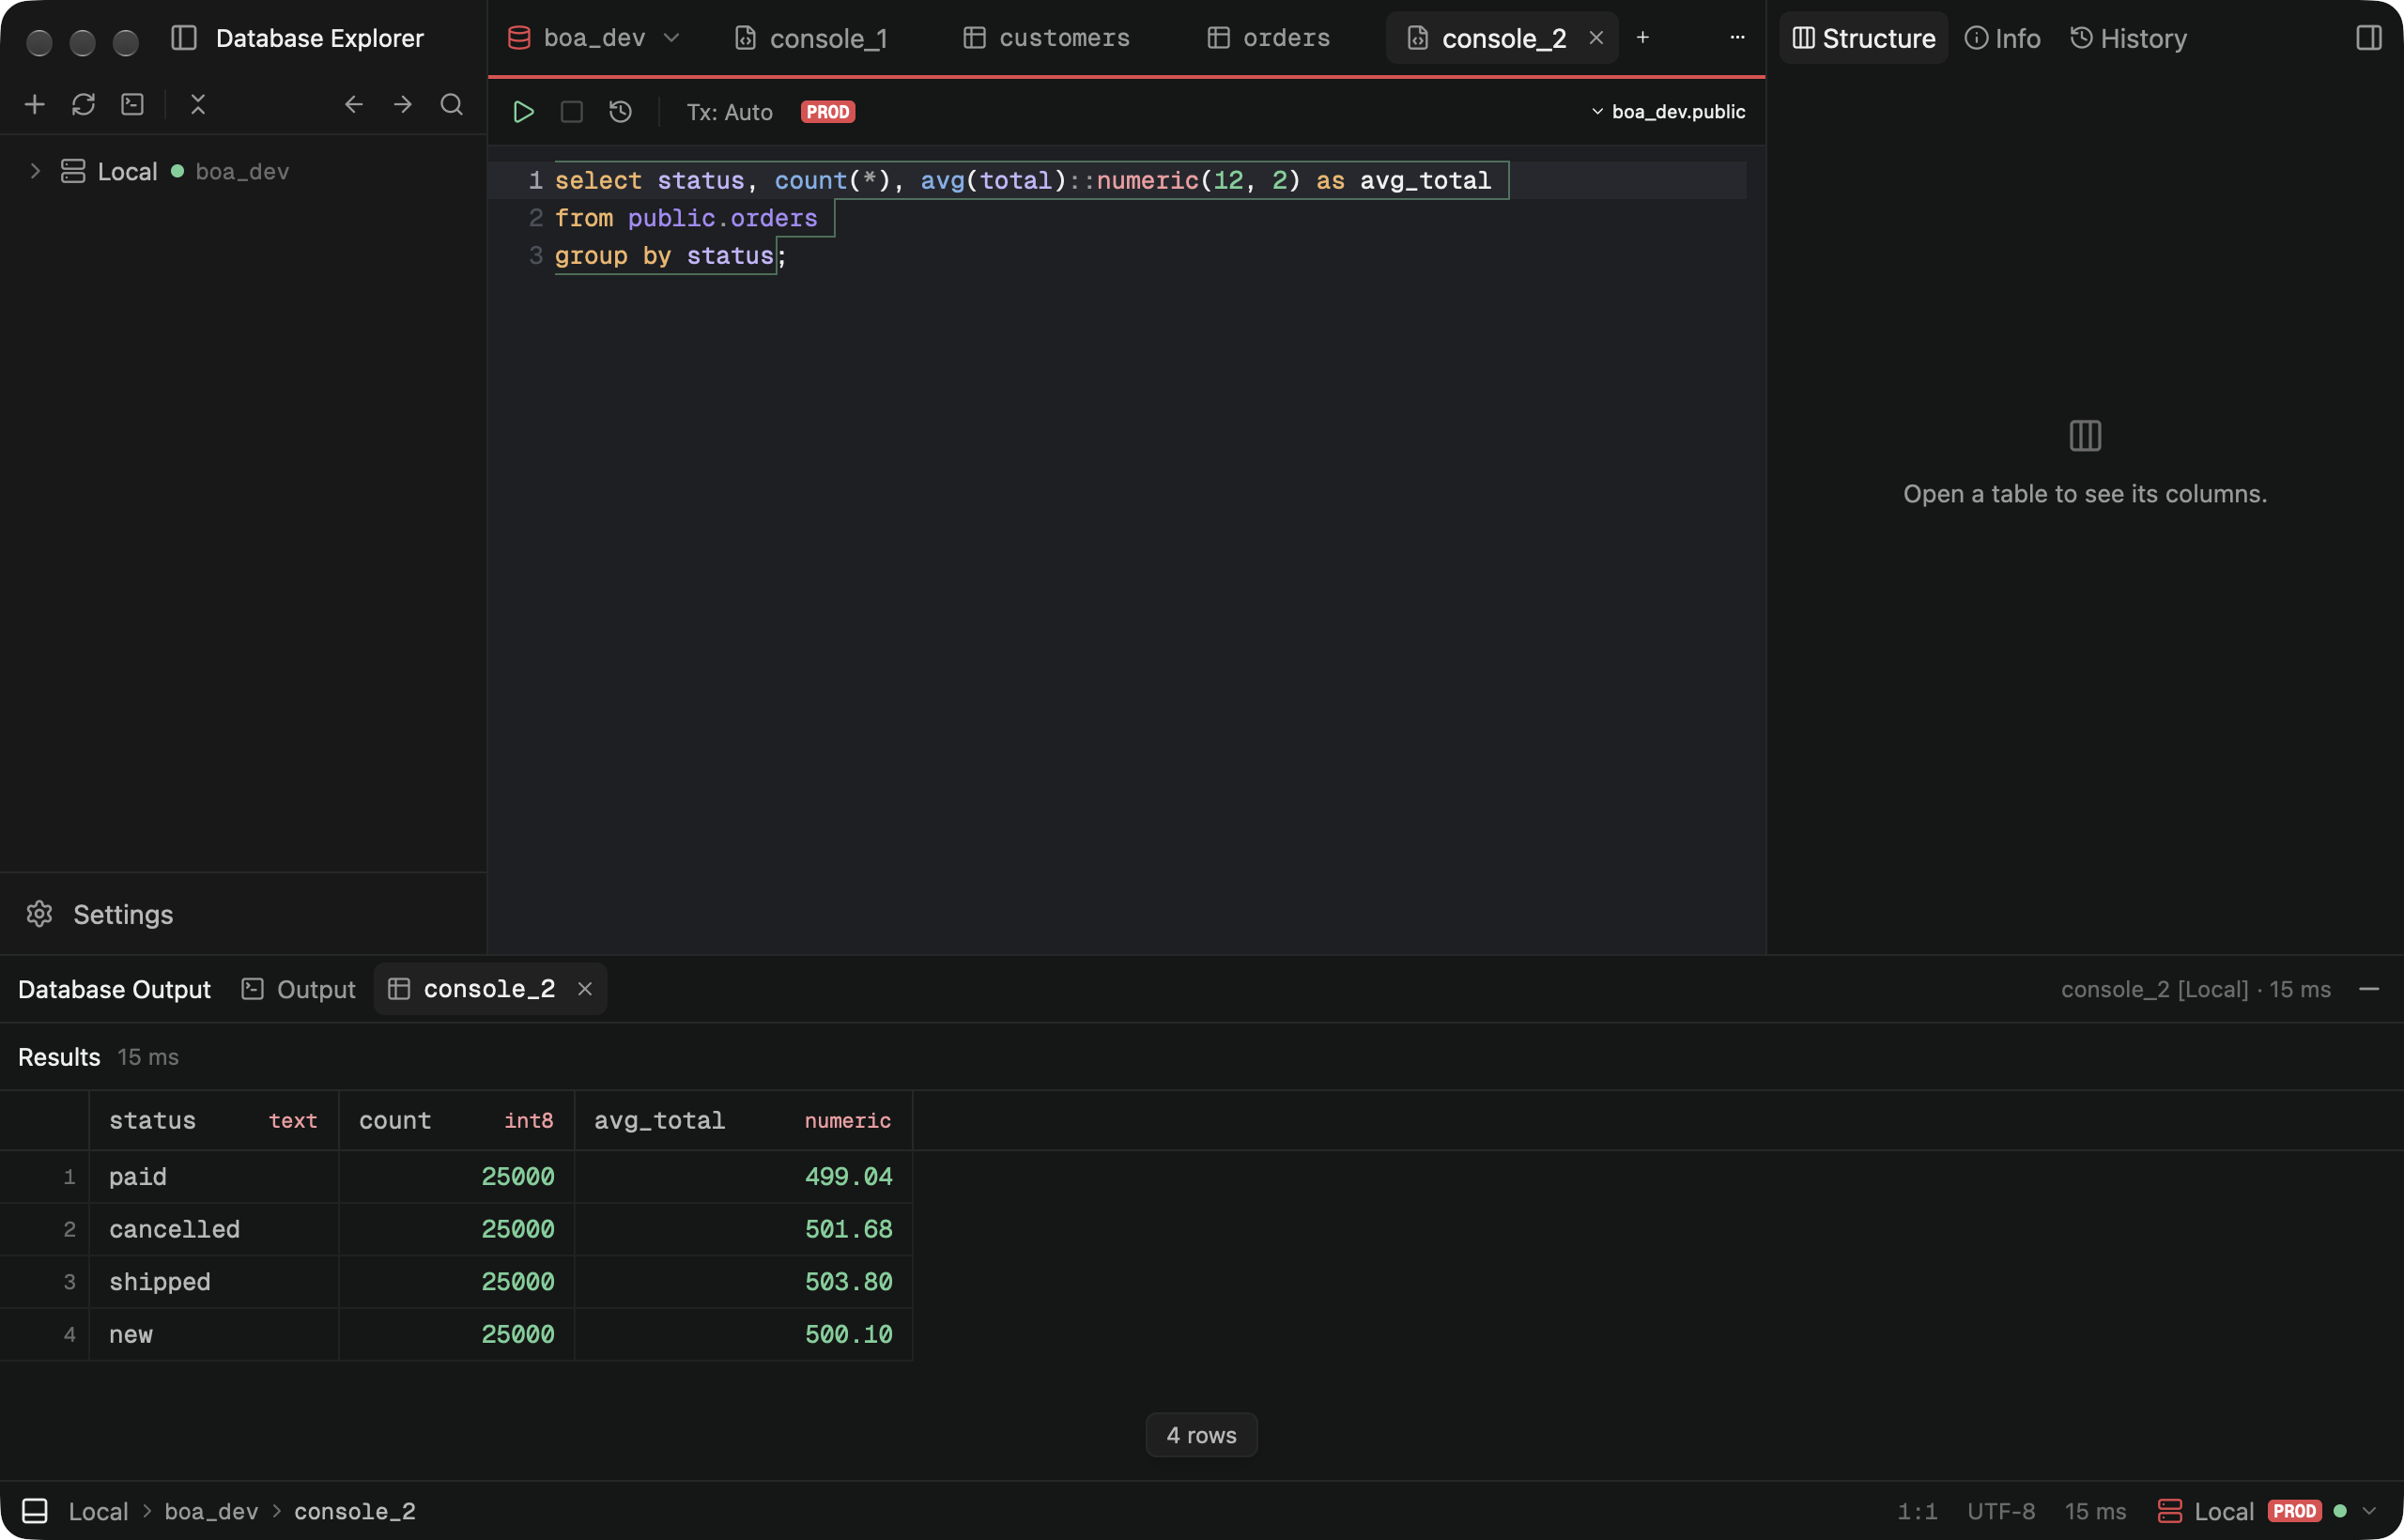 Database Explorer
boa_dev
console_1
customers
orders
console_2
Structure
Info
History
Tx: Auto
PROD
boa_dev.public
Local boa_dev
1 select status, count(*), avg(total)::numeric(12, 2) as avg_total
2 from public.orders
3 group by status;
Open a table to see its columns.
Settings
Database Output
Output
console_2
console_2 [Local] · 15 ms
Results 15 ms
status text count int8 avg_total numeric
1 paid 25000 499.04
2 cancelled 25000 501.68
3 shipped 25000 503.80
4 new 25000 500.10
4 rows
Local > boa_dev > console_2
1:1 UTF-8 15 ms Local PROD